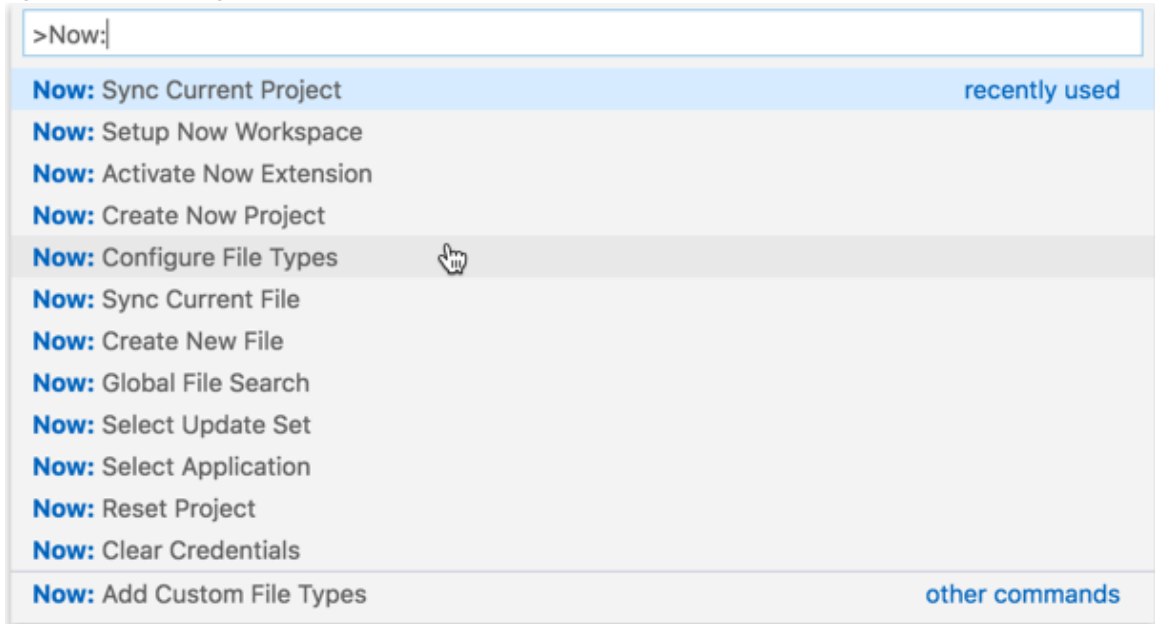 >Now:
Now: Sync Current Project recently used
Now: Setup Now Workspace
Now: Activate Now Extension
Now: Create Now Project
Now: Configure File Types
Now: Sync Current File
Now: Create New File
Now: Global File Search
Now: Select Update Set
Now: Select Application
Now: Reset Project
Now: Clear Credentials
Now: Add Custom File Types other commands